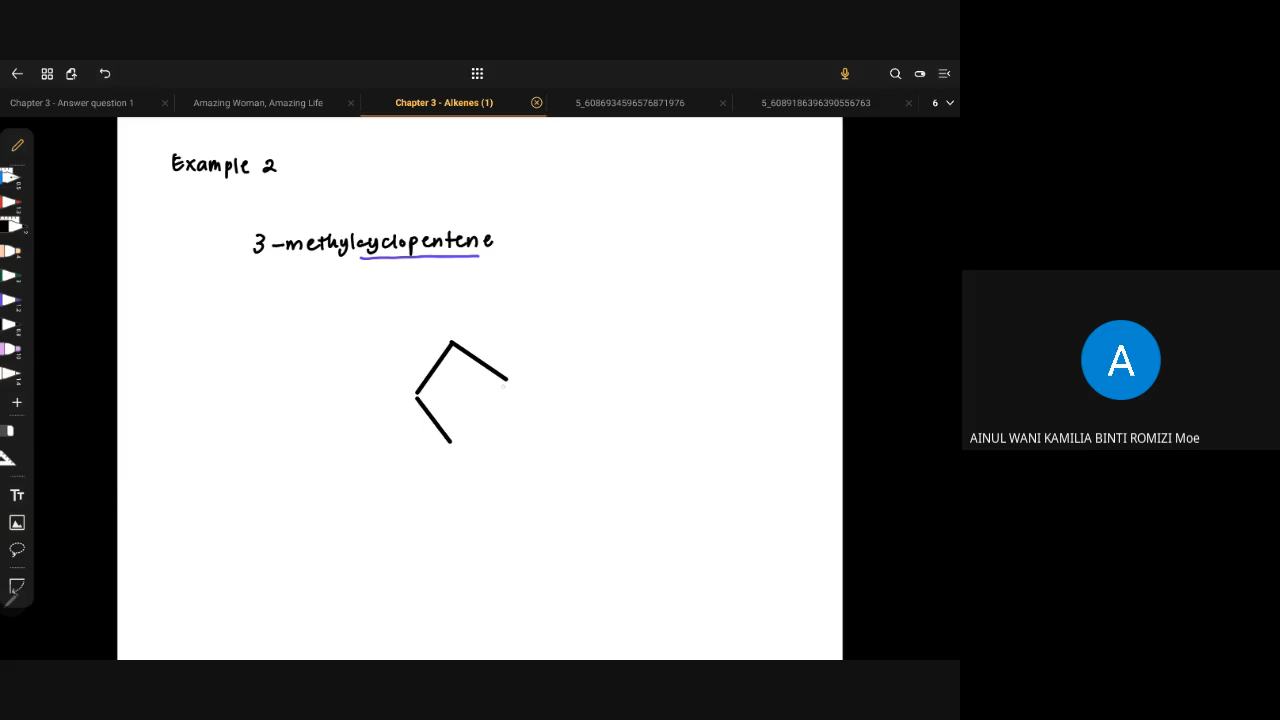 Chapter 3 - Answer question 1
Amazing Woman, Amazing Life
Chapter 3 - Alkenes (1)
5_6086934596576871976
5_6089186396390556763
6
Example 2
3-methylcyclopentene
Tт
A
AINUL WANI KAMILIA BINTI ROMIZI Moe